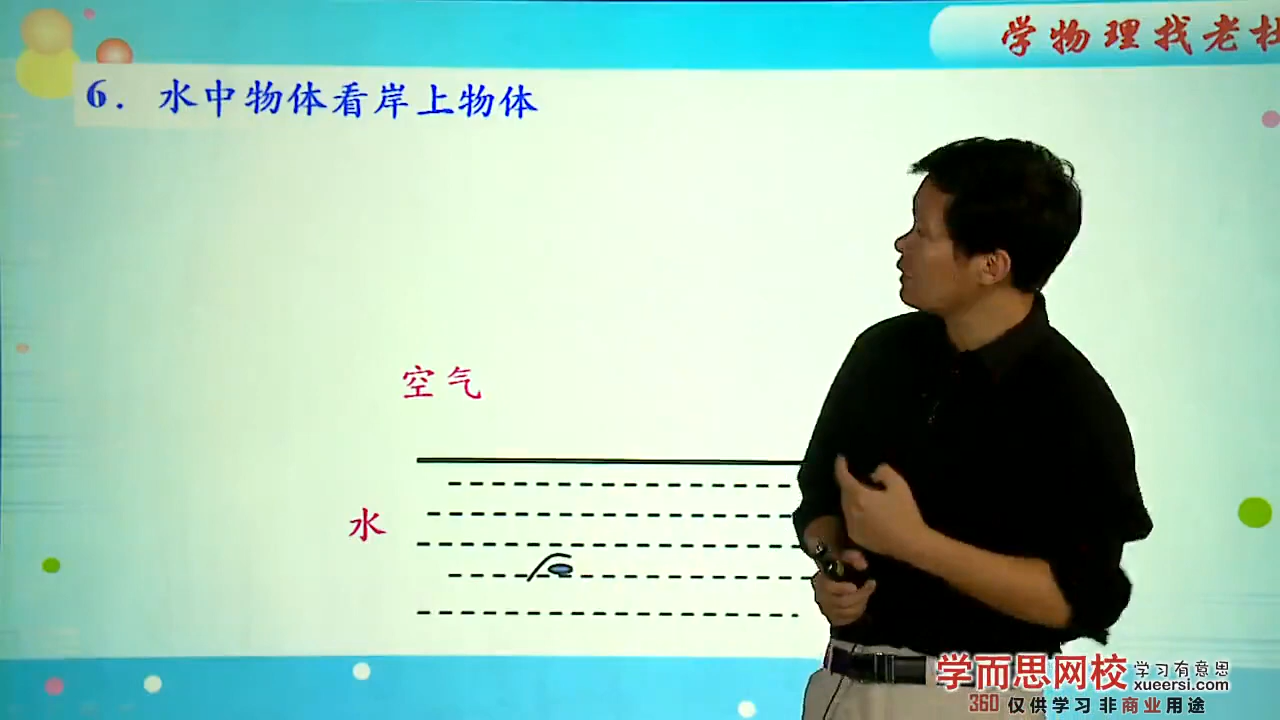 学物理找老杜
6. 水中物体看岸上物体
空气
水
学而思网校 学习有意思
xueersi.com
360 仅供学习 非商业用途